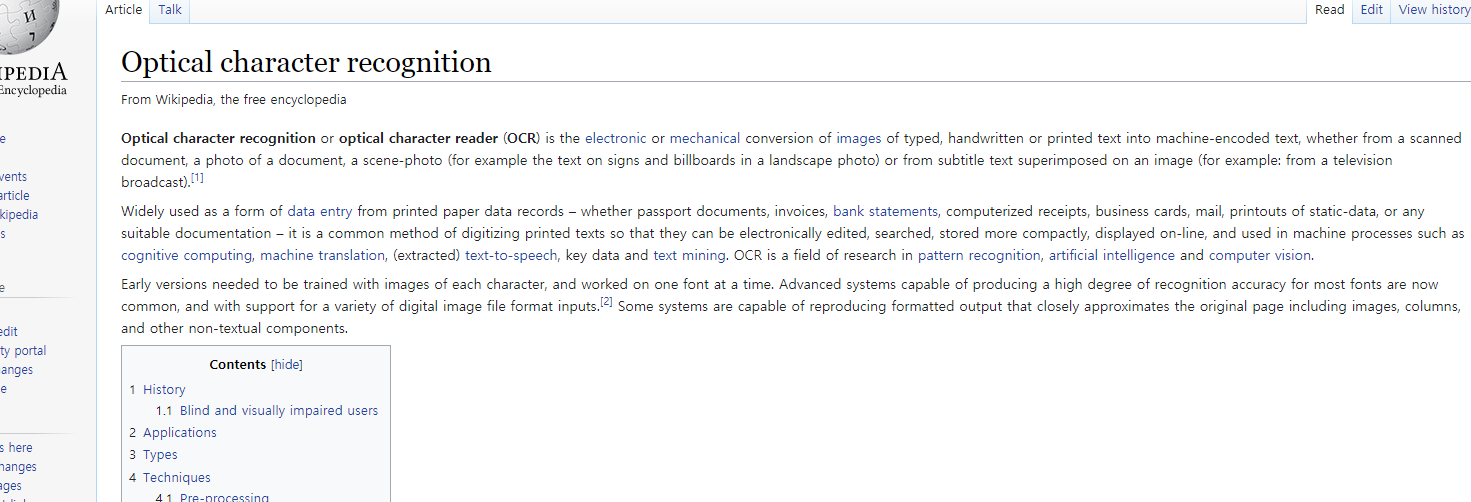 Article Talk Read Edit View history
Optical character recognition
From Wikipedia, the free encyclopedia
Optical character recognition or optical character reader (OCR) is the electronic or mechanical conversion of images of typed, handwritten or printed text into machine-encoded text, whether from a scanned
document, a photo of a document, a scene-photo (for example the text on signs and billboards in a landscape photo) or from subtitle text superimposed on an image (for example: from a television
broadcast).[1]
Widely used as a form of data entry from printed paper data records – whether passport documents, invoices, bank statements, computerized receipts, business cards, mail, printouts of static-data, or any
suitable documentation – it is a common method of digitizing printed texts so that they can be electronically edited, searched, stored more compactly, displayed on-line, and used in machine processes such as
cognitive computing, machine translation, (extracted) text-to-speech, key data and text mining. OCR is a field of research in pattern recognition, artificial intelligence and computer vision.
Early versions needed to be trained with images of each character, and worked on one font at a time. Advanced systems capable of producing a high degree of recognition accuracy for most fonts are now
common, and with support for a variety of digital image file format inputs.[2] Some systems are capable of reproducing formatted output that closely approximates the original page including images, columns,
and other non-textual components.
Contents [hide]
1 History
1.1 Blind and visually impaired users
2 Applications
3 Types
4 Techniques
4.1 Pre-processing
IPEDIA
Encyclopedia
vents
article
kipedia
edit
ty portal
anges
s here
hanges
ages